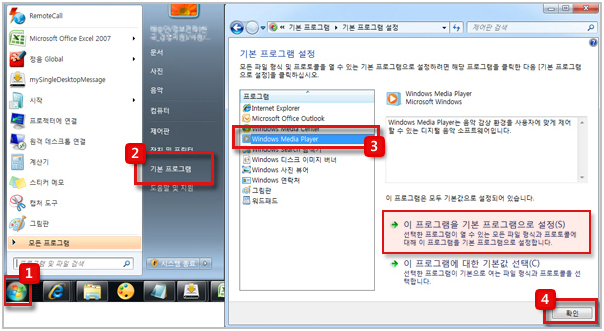 RemoteCall
Microsoft Office Excel 2007
정음 Global
mySingleDesktopMessage
시작
프로젝터에 연결
원격 데스크톱 연결
계산기
스티커 메모
캡처 도구
그림판
모든 프로그램
프로그램 및 파일 검색
1
문서
사진
음악
컴퓨터
제어판
장치 및 프린터
2
기본 프로그램
도움말 및 지원
시스템 종료
기본 프로그램 기본 프로그램 설정
제어판 검색
기본 프로그램 설정
모든 파일 형식 및 프로토콜을 열 수 있는 기본 프로그램으로 설정하려면 해당 프로그램을 클릭한 다음 [기본 프로그램
으로 설정]을 클릭하십시오.
프로그램
Internet Explorer
Microsoft Office Outlook
Windows Media Center
Windows Media Player
3
Windows Search 탐색기
Windows 디스크 이미지 버너
Windows 사진 뷰어
Windows 연락처
그림판
워드패드
Windows Media Player
Microsoft Windows
Windows Media Player는 음악 감상 환경을 사용자에 맞게 제어
할 수 있는 디지털 음악 소프트웨어입니다.
이 프로그램은 모두 기본값으로 설정되어 있습니다.
이 프로그램을 기본 프로그램으로 설정(S)
선택한 프로그램이 열 수 있는 모든 파일 형식과 프로토콜에
대해 이 프로그램을 기본 프로그램으로 설정합니다.
이 프로그램에 대한 기본값 선택(C)
선택한 프로그램이 기본으로 여는 파일 형식과 프로토콜을 선
택합니다.
4
확인